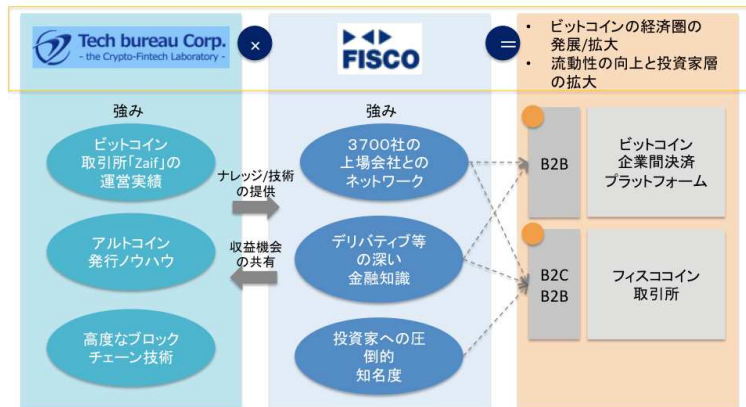 Tech bureau Corp.
- the Crypto-Fintech Laboratory -
×
FISCO
=
• ビットコインの経済圏の
発展/拡大
• 流動性の向上と投資家層
の拡大
強み
ビットコイン
取引所「Zaif」の
運営実績
アルトコイン
発行ノウハウ
高度なブロック
チェーン技術
ナレッジ/技術
の提供
収益機会
の共有
強み
3700社の
上場会社との
ネットワーク
デリバティブ等
の深い
金融知識
投資家への圧
倒的
知名度
B2B
ビットコイン
企業間決済
プラットフォーム
B2C
B2B
フィスココイン
取引所